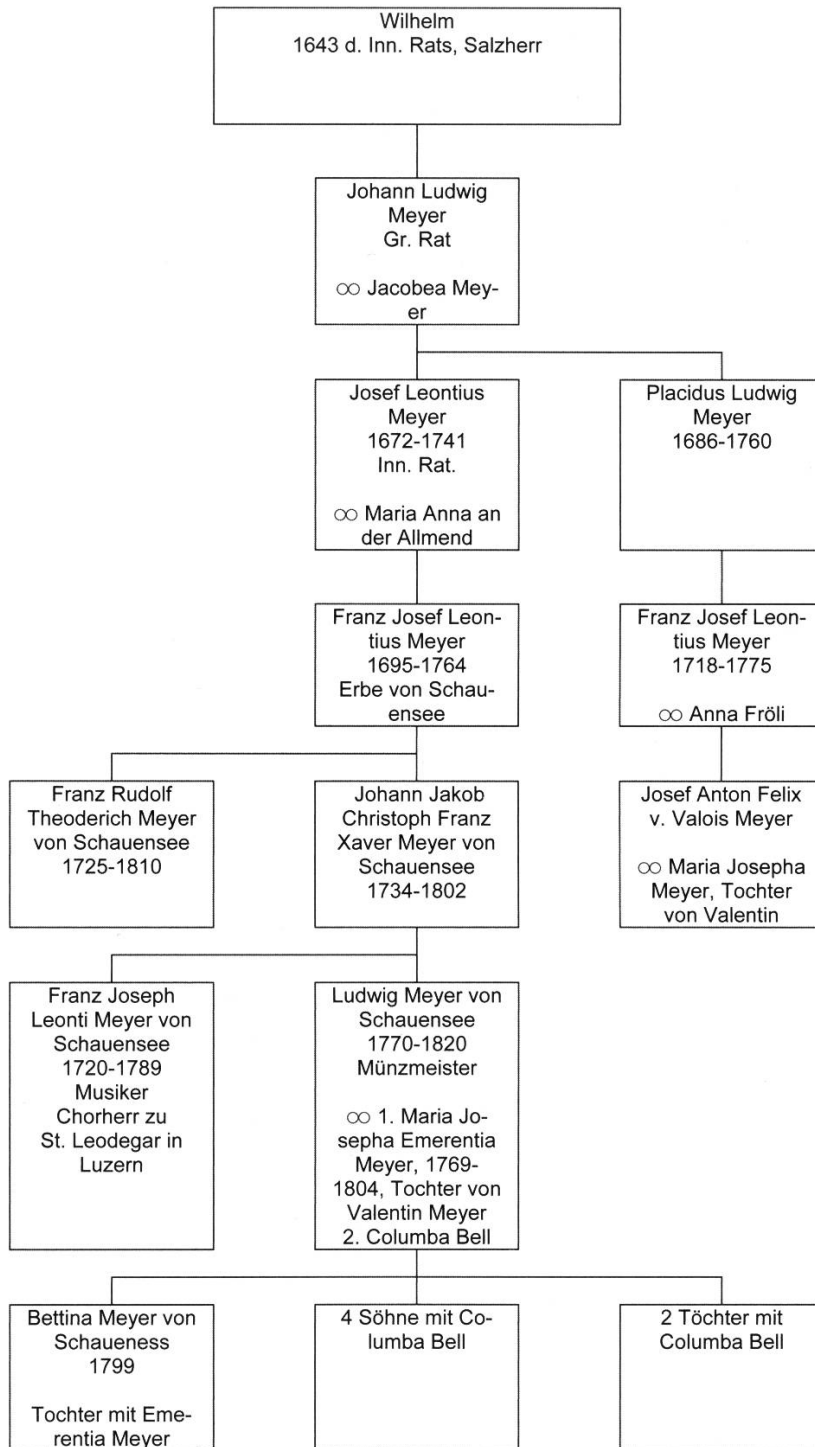 Wilhelm
1643 d. Inn. Rats, Salzherr
Johann Ludwig
Meyer
Gr. Rat
∞ Jacobea Mey-
er
Josef Leontius
Meyer
1672-1741
Inn. Rat.
∞ Maria Anna an
der Allmend
Placidus Ludwig
Meyer
1686-1760
Franz Josef Leon-
tius Meyer
1695-1764
Erbe von Schau-
ensee
Franz Josef Leon-
tius Meyer
1718-1775
∞ Anna Fröli
Franz Rudolf
Theoderich Meyer
von Schauensee
1725-1810
Johann Jakob
Christoph Franz
Xaver Meyer von
Schauensee
1734-1802
Josef Anton Felix
v. Valois Meyer
∞ Maria Josepha
Meyer, Tochter
von Valentin
Franz Joseph
Leonti Meyer von
Schauensee
1720-1789
Musiker
Chorherr zu
St. Leodegar in
Luzern
Ludwig Meyer von
Schauensee
1770-1820
Münzmeister
∞ 1. Maria Jo-
sepha Emerentia
Meyer, 1769-
1804, Tochter von
Valentin Meyer
2. Columba Bell
Bettina Meyer von
Schaueness
1799
Tochter mit Eme-
rentia Meyer
4 Söhne mit Co-
lumba Bell
2 Töchter mit
Columba Bell